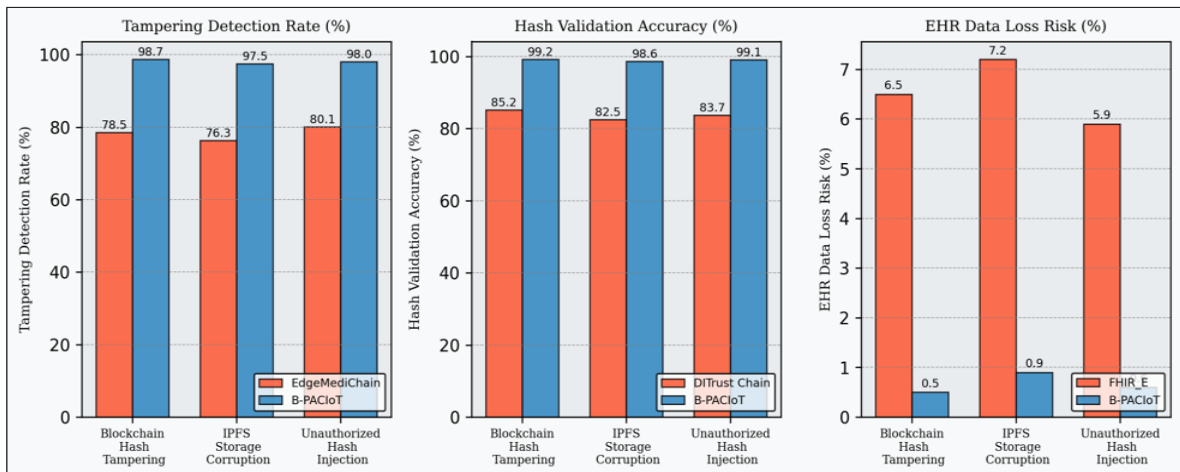 Tampering Detection Rate (%)
Tampering Detection Rate (%)
100
80
60
40
20
0
98.7
97.5
98.0
78.5
76.3
80.1
EdgeMediChain
B-PACIoT
Blockchain
Hash
Tampering
IPFS
Storage
Corruption
Unauthorized
Hash
Injection
Hash Validation Accuracy (%)
Hash Validation Accuracy (%)
100
80
60
40
20
0
99.2
98.6
99.1
85.2
82.5
83.7
DITrust Chain
B-PACIoT
Blockchain
Hash
Tampering
IPFS
Storage
Corruption
Unauthorized
Hash
Injection
EHR Data Loss Risk (%)
EHR Data Loss Risk (%)
7
6
5
4
3
2
1
0
7.2
6.5
5.9
0.5
0.9
FHIR_E
B-PACIoT
Blockchain
Hash
Tampering
IPFS
Storage
Corruption
Unauthorized
Hash
Injection